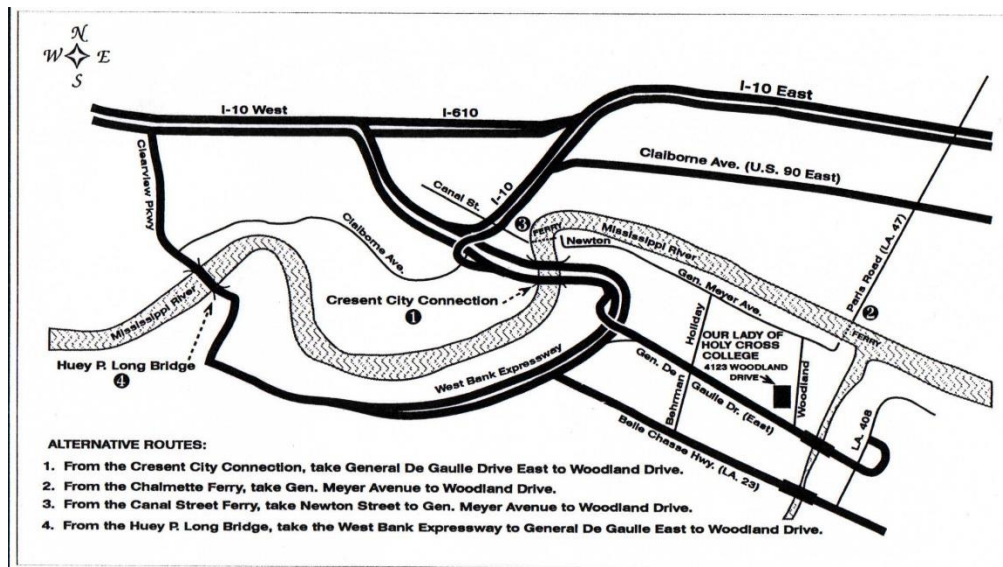 N
W E
S
I-10 West
I-610
I-10 East
Claiborne Ave. (U.S. 90 East)
Clearview Pkwy
Canal St.
I-10
Claiborne Ave.
3
FERRY
Newton
Mississippi River
Gen. Meyer Ave.
Paris Road (LA. 47)
2
FERRY
Mississippi River
Cresent City Connection
1
Huey P. Long Bridge
4
West Bank Expressway
Holiday
Behrman
Gen. De
Gaulle Dr. (East)
OUR LADY OF
HOLY CROSS
COLLEGE
4123 WOODLAND
DRIVE
Woodland
LA. 408
Belle Chasse Hwy. (LA. 23)
ALTERNATIVE ROUTES:
1. From the Cresent City Connection, take General De Gaulle Drive East to Woodland Drive.
2. From the Chalmette Ferry, take Gen. Meyer Avenue to Woodland Drive.
3. From the Canal Street Ferry, take Newton Street to Gen. Meyer Avenue to Woodland Drive.
4. From the Huey P. Long Bridge, take the West Bank Expressway to General De Gaulle East to Woodland Drive.